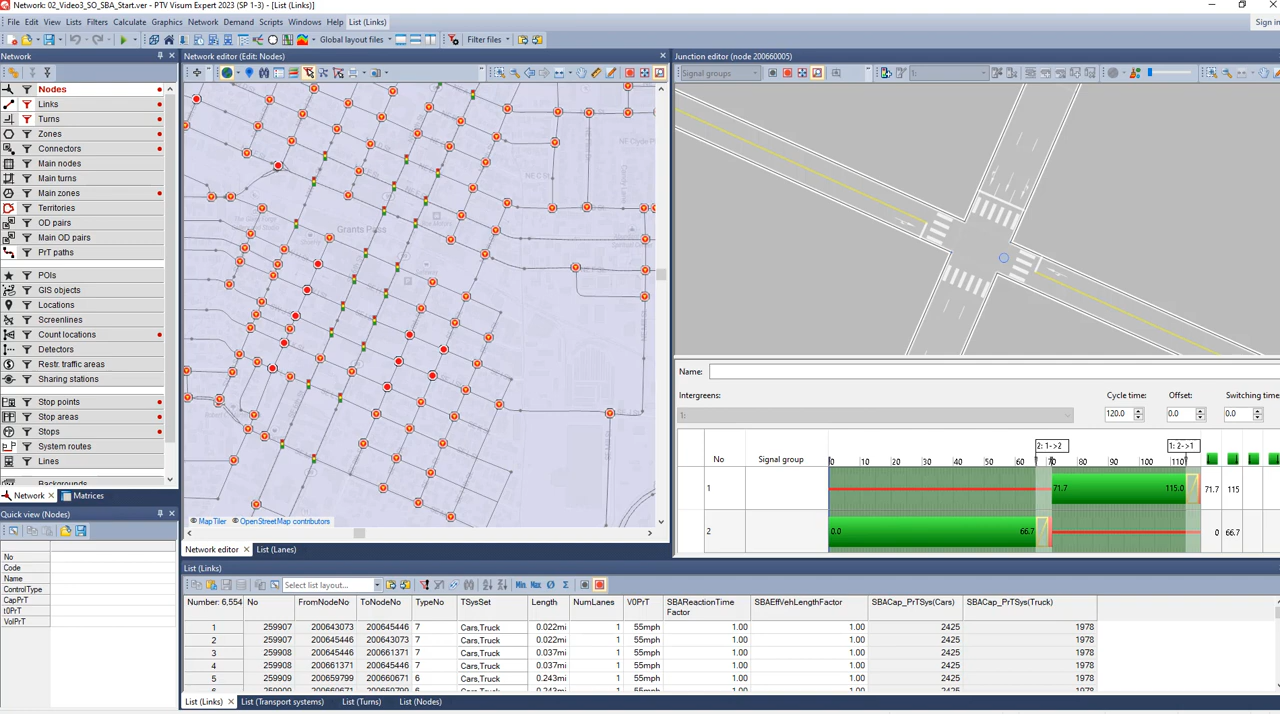 Network: 02_Video3_SO_SBA_Start.ver - PTV Visum Expert 2023 (SP 1-3) - [List (Links)]
File Edit View Lists Filters Calculate Graphics Network Demand Scripts Windows Help List (Links) Sign in
Global layout files Filter files
Network
Nodes
Links
Turns
Zones
Connectors
Main nodes
Main turns
Main zones
Territories
OD pairs
Main OD pairs
PrT paths
POIs
GIS objects
Locations
Screenlines
Count locations
Detectors
Restr. traffic areas
Sharing stations
Stop points
Stop areas
Stops
System routes
Lines
Backgrounds
Network Matrices
Quick view (Nodes)
No
Code
Name
ControlType
CapPrT
t0PrT
VolPrT
Network editor (Edit: Nodes)
Grants Pass
NE C St
MapTiler OpenStreetMap contributors
Network editor List (Lanes)
Junction editor (node 200660005)
Signal groups 1:
Name:
Intergreens: Cycle time: Offset: Switching time:
1: 120.0 0.0 0.0
2: 1->2 1: 2->1
No Signal group 0 10 20 30 40 50 60 70 80 90 100 110
1 71.7 115.0 71.7 115
2 0.0 66.7 0 66.7
List (Links)
Select list layout...
Number: 6,554 No FromNodeNo ToNodeNo TypeNo TSysSet Length NumLanes V0PrT SBAReactionTime Factor SBAEffVehLengthFactor SBACap_PrTSys(Cars) SBACap_PrTSys(Truck)
1 259907 200643073 200645446 7 Cars,Truck 0.022mi 1 55mph 1.00 1.00 2425 1978
2 259907 200645446 200643073 7 Cars,Truck 0.022mi 1 55mph 1.00 1.00 2425 1978
3 259908 200645446 200661371 7 Cars,Truck 0.037mi 1 55mph 1.00 1.00 2425 1978
4 259908 200661371 200645446 7 Cars,Truck 0.037mi 1 55mph 1.00 1.00 2425 1978
5 259909 200659799 200660671 6 Cars,Truck 0.243mi 1 55mph 1.00 1.00 2425 1978
List (Links) List (Transport systems) List (Turns) List (Nodes)